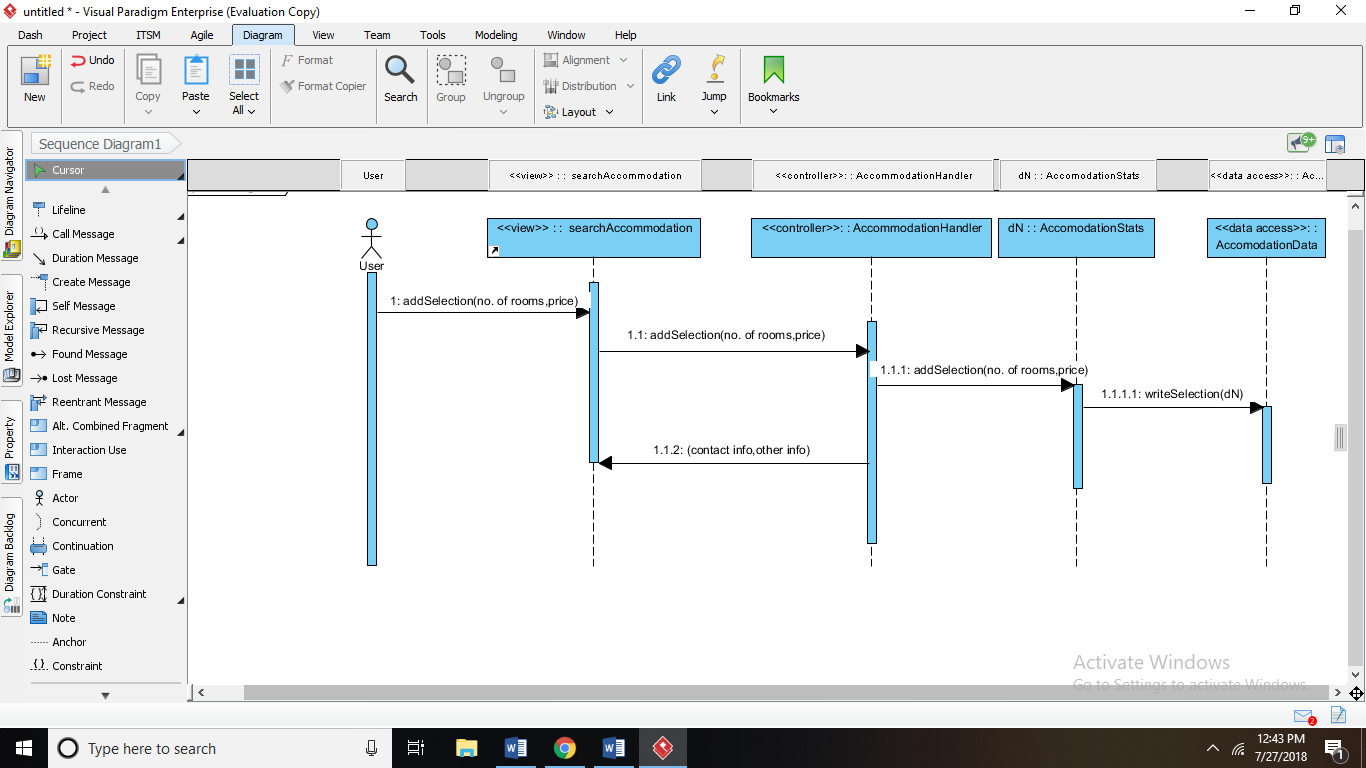 untitled * - Visual Paradigm Enterprise (Evaluation Copy)
Dash Project ITSM Agile Diagram View Team Tools Modeling Window Help
New
Undo
Redo
Copy
Paste
Select
All
Format
Format Copier
Search
Group
Ungroup
Alignment
Distribution
Layout
Link
Jump
Bookmarks
Sequence Diagram1
9+
Diagram Navigator
Model Explorer
Property
Diagram Backlog
Cursor
Lifeline
Call Message
Duration Message
Create Message
Self Message
Recursive Message
Found Message
Lost Message
Reentrant Message
Alt. Combined Fragment
Interaction Use
Frame
Actor
Concurrent
Continuation
Gate
Duration Constraint
Note
Anchor
Constraint
User <<view>> : : searchAccommodation <<controller>>: : AccommodationHandler dN : : AccomodationStats <<data access>>: : Ac...
<<view>> : : searchAccommodation
<<controller>>: : AccommodationHandler
dN : : AccomodationStats
<<data access>>: :
AccomodationData
User
1: addSelection(no. of rooms,price)
1.1: addSelection(no. of rooms,price)
1.1.1: addSelection(no. of rooms,price)
1.1.1.1: writeSelection(dN)
1.1.2: (contact info,other info)
Activate Windows
Go to Settings to activate Windows.
2
Type here to search
12:43 PM
7/27/2018
1